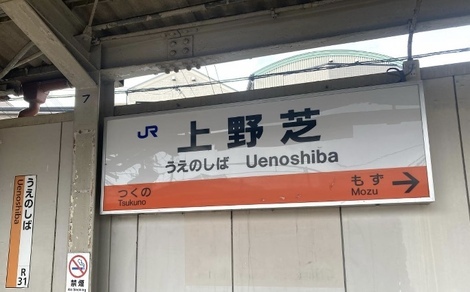 7
JR 上野芝
うえのしば Uenoshiba
つくの
Tsukuno
もず
Mozu
うえのしば
Uenoshiba
R
31
禁煙